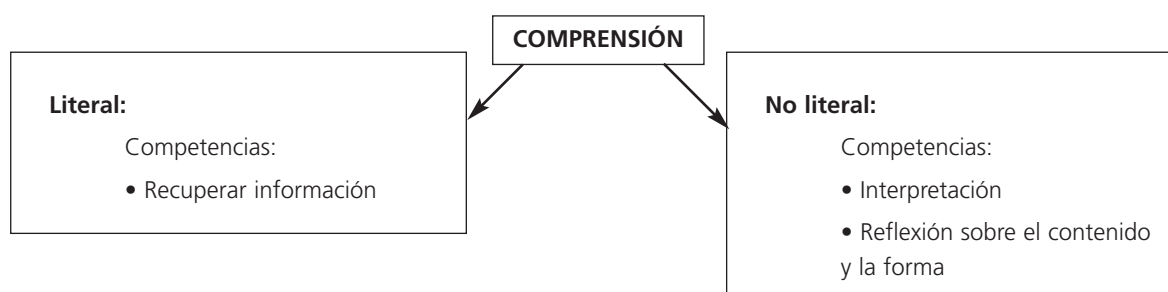 COMPRENSIÓN
Literal:
Competencias:
• Recuperar información
No literal:
Competencias:
• Interpretación
• Reflexión sobre el contenido
y la forma